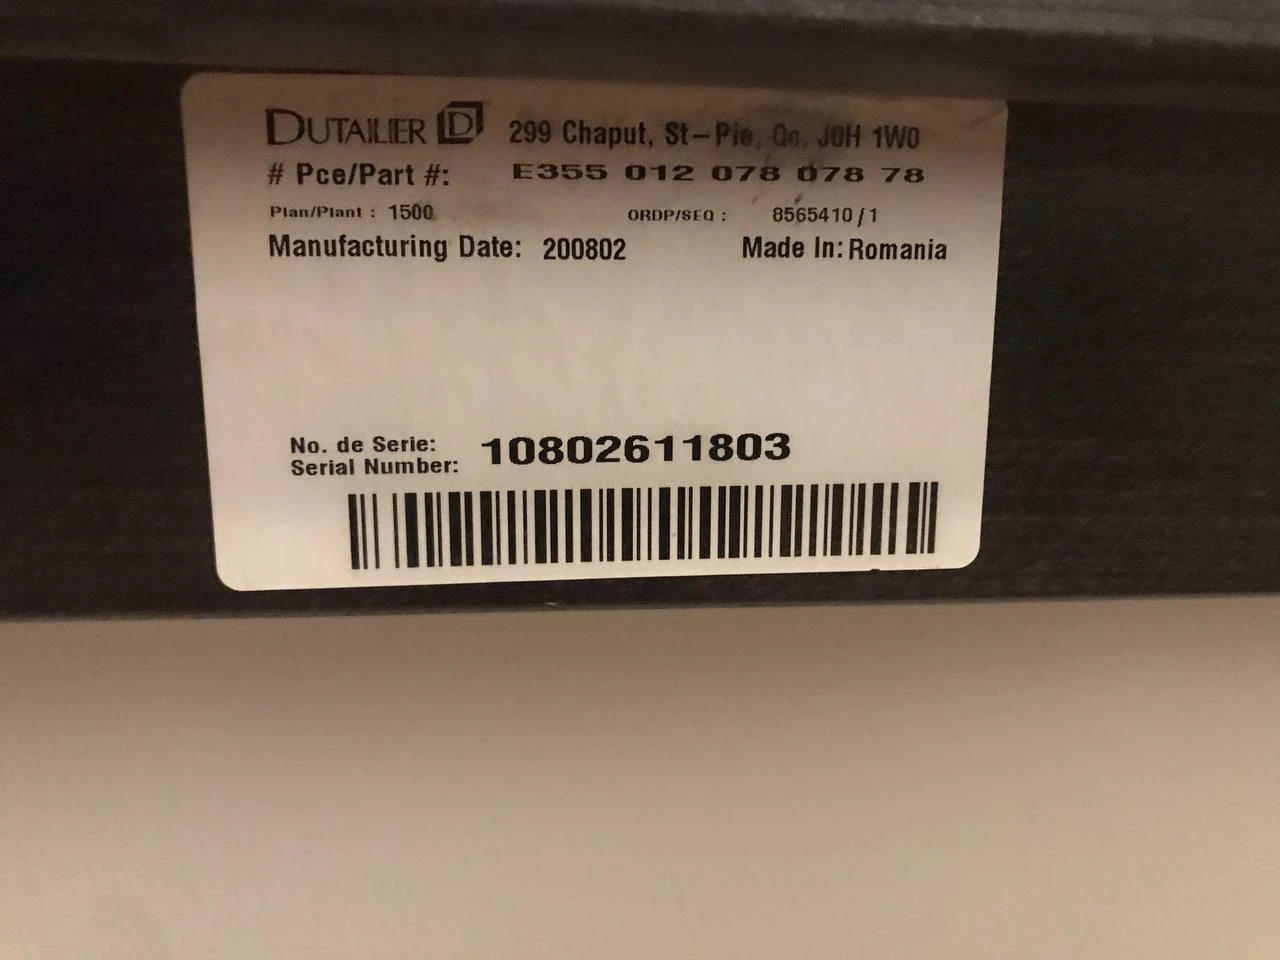 DUTAILIER D 299 Chaput, St-Pie, Qc. J0H 1W0
# Pce/Part #: E355 012 078 078 78
Plan/Plant : 1500 ORDP/SEQ : 8565410/1
Manufacturing Date: 200802 Made In: Romania
No. de Serie:
Serial Number: 10802611803